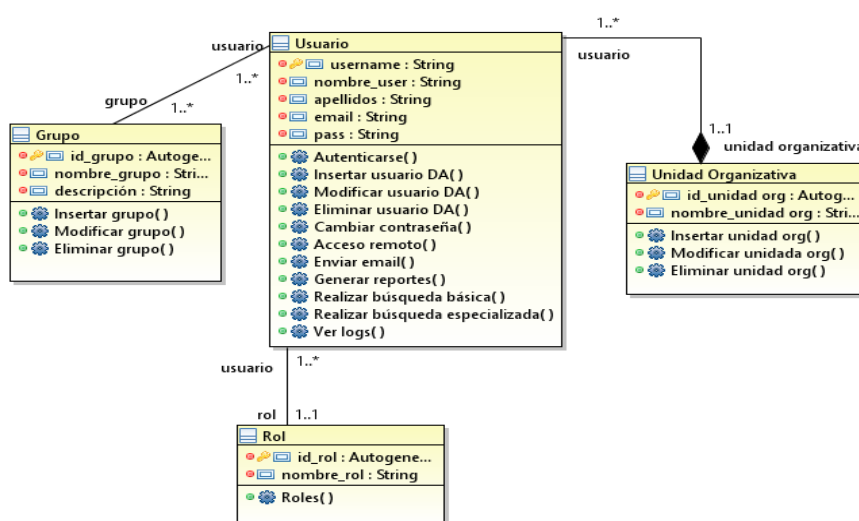 Usuario
username : String
nombre_user : String
apellidos : String
email : String
pass : String
Autenticarse( )
Insertar usuario DA( )
Modificar usuario DA( )
Eliminar usuario DA( )
Cambiar contraseña( )
Acceso remoto( )
Enviar email( )
Generar reportes( )
Realizar búsqueda básica( )
Realizar búsqueda especializada( )
Ver logs( )
usuario
1..*
grupo
1..*
Grupo
id_grupo : Autoge...
nombre_grupo : Stri...
descripción : String
Insertar grupo( )
Modificar grupo( )
Eliminar grupo( )
1..*
usuario
1..1
unidad organizativa
Unidad Organizativa
id_unidad org : Autog...
nombre_unidad org : Stri...
Insertar unidad org( )
Modificar unidada org( )
Eliminar unidad org( )
usuario
1..*
rol
1..1
Rol
id_rol : Autogene...
nombre_rol : String
Roles( )